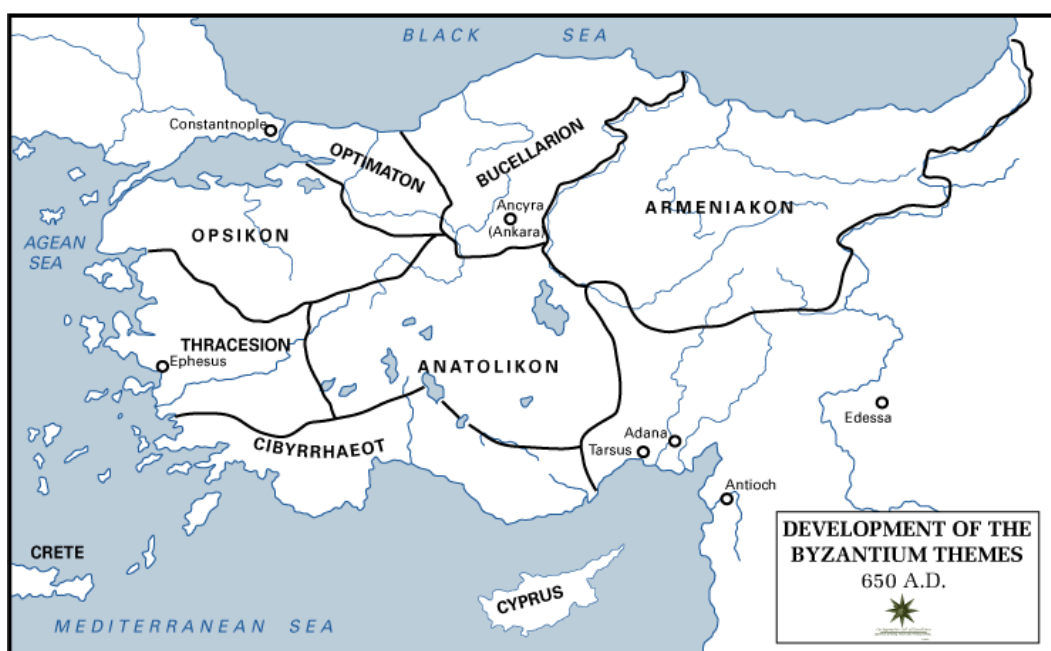 BLACK SEA
Constantnople
OPTIMATON
BUCELLARION
Ancyra
(Ankara)
ARMENIAKON
OPSIKON
AGEAN
SEA
THRACESION
Ephesus
ANATOLIKON
Edessa
CIBYRRHAEOT
Adana
Tarsus
Antioch
CRETE
CYPRUS
MEDITERRANEAN SEA
DEVELOPMENT OF THE
BYZANTIUM THEMES
650 A.D.